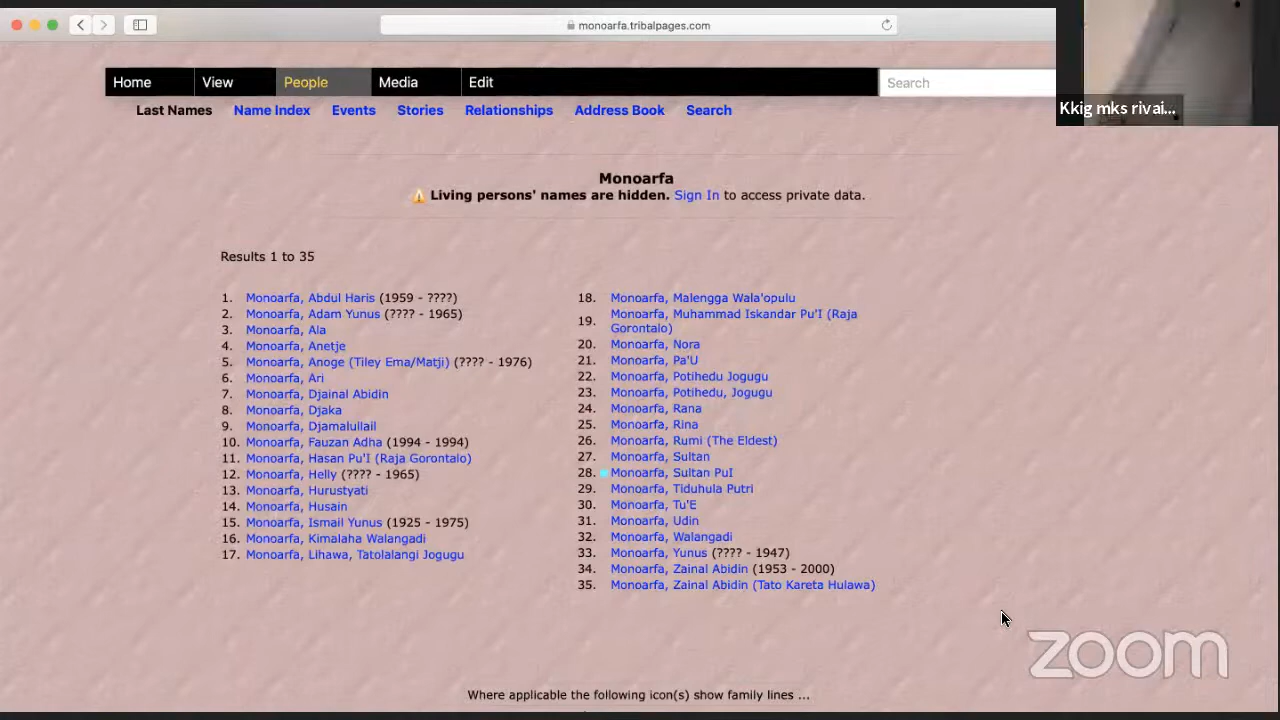 monoarfa.tribalpages.com
Home View People Media Edit Search
Kkig mks rivai...
Last Names Name Index Events Stories Relationships Address Book Search
Monoarfa
Living persons' names are hidden. Sign In to access private data.
Results 1 to 35
1. Monoarfa, Abdul Haris (1959 - ????)
2. Monoarfa, Adam Yunus (???? - 1965)
3. Monoarfa, Ala
4. Monoarfa, Anetje
5. Monoarfa, Anoge (Tiley Ema/Matji) (???? - 1976)
6. Monoarfa, Ari
7. Monoarfa, Djainal Abidin
8. Monoarfa, Djaka
9. Monoarfa, Djamalullail
10. Monoarfa, Fauzan Adha (1994 - 1994)
11. Monoarfa, Hasan Pu'I (Raja Gorontalo)
12. Monoarfa, Helly (???? - 1965)
13. Monoarfa, Hurustyati
14. Monoarfa, Husain
15. Monoarfa, Ismail Yunus (1925 - 1975)
16. Monoarfa, Kimalaha Walangadi
17. Monoarfa, Lihawa, Tatolalangi Jogugu
18. Monoarfa, Malengga Wala'opulu
19. Monoarfa, Muhammad Iskandar Pu'I (Raja
Gorontalo)
20. Monoarfa, Nora
21. Monoarfa, Pa'U
22. Monoarfa, Potihedu Jogugu
23. Monoarfa, Potihedu, Jogugu
24. Monoarfa, Rana
25. Monoarfa, Rina
26. Monoarfa, Rumi (The Eldest)
27. Monoarfa, Sultan
28. Monoarfa, Sultan PuI
29. Monoarfa, Tiduhula Putri
30. Monoarfa, Tu'E
31. Monoarfa, Udin
32. Monoarfa, Walangadi
33. Monoarfa, Yunus (???? - 1947)
34. Monoarfa, Zainal Abidin (1953 - 2000)
35. Monoarfa, Zainal Abidin (Tato Kareta Hulawa)
zoom
Where applicable the following icon(s) show family lines ...